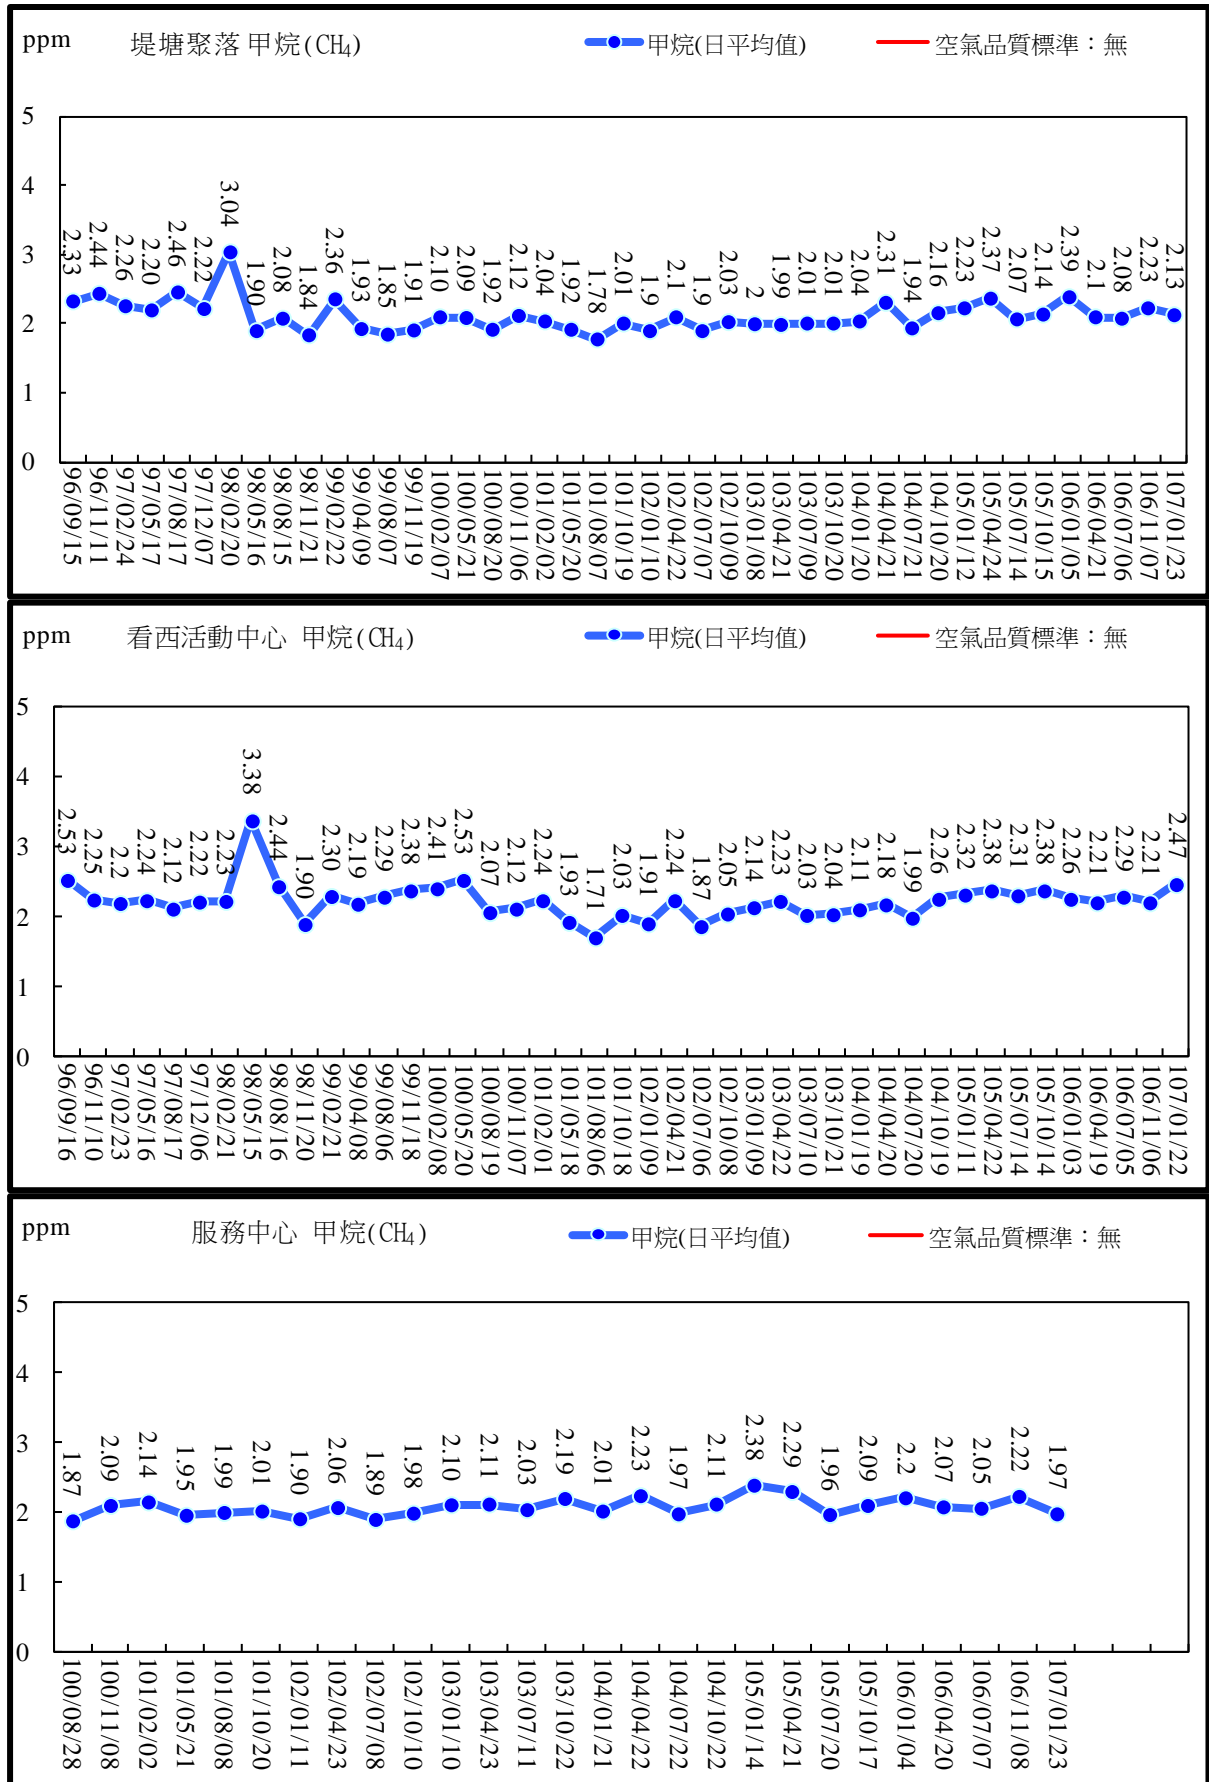 ppm 堤塘聚落 甲烷(CH₄) 甲烷(日平均值) 空氣品質標準：無
5
4
3
2
1
0
2.33 2.44 2.26 2.20 2.46 2.22 3.04 1.90 2.08 1.84 2.36 1.93 1.85 1.91 2.10 2.09 1.92 2.12 2.04 1.92 1.78 2.01 1.9 2.1 1.9 2.03 2 1.99 2.01 2.01 2.04 2.31 1.94 2.16 2.23 2.37 2.07 2.14 2.39 2.1 2.08 2.23 2.13
96/09/15 96/11/11 97/02/24 97/05/17 97/08/17 97/12/07 98/02/20 98/05/16 98/08/15 98/11/21 99/02/22 99/04/09 99/08/07 99/11/19 100/02/07 100/05/21 100/08/20 100/11/06 101/02/02 101/05/20 101/08/07 101/10/19 102/01/10 102/04/22 102/07/07 102/10/09 103/01/08 103/04/21 103/07/09 103/10/20 104/01/20 104/04/21 104/07/21 104/10/20 105/01/12 105/04/24 105/07/14 105/10/15 106/01/05 106/04/21 106/07/06 106/11/07 107/01/23
ppm 看西活動中心 甲烷(CH₄) 甲烷(日平均值) 空氣品質標準：無
5
4
3
2
1
0
2.53 2.25 2.2 2.24 2.12 2.22 2.23 3.38 2.44 1.90 2.30 2.19 2.29 2.38 2.41 2.53 2.07 2.12 2.24 1.93 1.71 2.03 1.91 2.24 1.87 2.05 2.14 2.23 2.03 2.04 2.11 2.18 1.99 2.26 2.32 2.38 2.31 2.38 2.26 2.21 2.29 2.21 2.47
96/09/16 96/11/10 97/02/23 97/05/16 97/08/17 97/12/06 98/02/21 98/05/15 98/08/16 98/11/20 99/02/21 99/04/08 99/08/06 99/11/18 100/02/08 100/05/20 100/08/19 100/11/07 101/02/01 101/05/18 101/08/06 101/10/18 102/01/09 102/04/21 102/07/06 102/10/08 103/01/09 103/04/22 103/07/10 103/10/21 104/01/19 104/04/20 104/07/20 104/10/19 105/01/11 105/04/22 105/07/14 105/10/14 106/01/03 106/04/19 106/07/05 106/11/06 107/01/22
ppm 服務中心 甲烷(CH₄) 甲烷(日平均值) 空氣品質標準：無
5
4
3
2
1
0
1.87 2.09 2.14 1.95 1.99 2.01 1.90 2.06 1.89 1.98 2.10 2.11 2.03 2.19 2.01 2.23 1.97 2.11 2.38 2.29 1.96 2.09 2.2 2.07 2.05 2.22 1.97
100/08/28 100/11/08 101/02/02 101/05/21 101/08/08 101/10/20 102/01/11 102/04/23 102/07/08 102/10/10 103/01/10 103/04/23 103/07/11 103/10/22 104/01/21 104/04/22 104/07/22 104/10/22 105/01/14 105/04/21 105/07/20 105/10/17 106/01/04 106/04/20 106/07/07 106/11/08 107/01/23